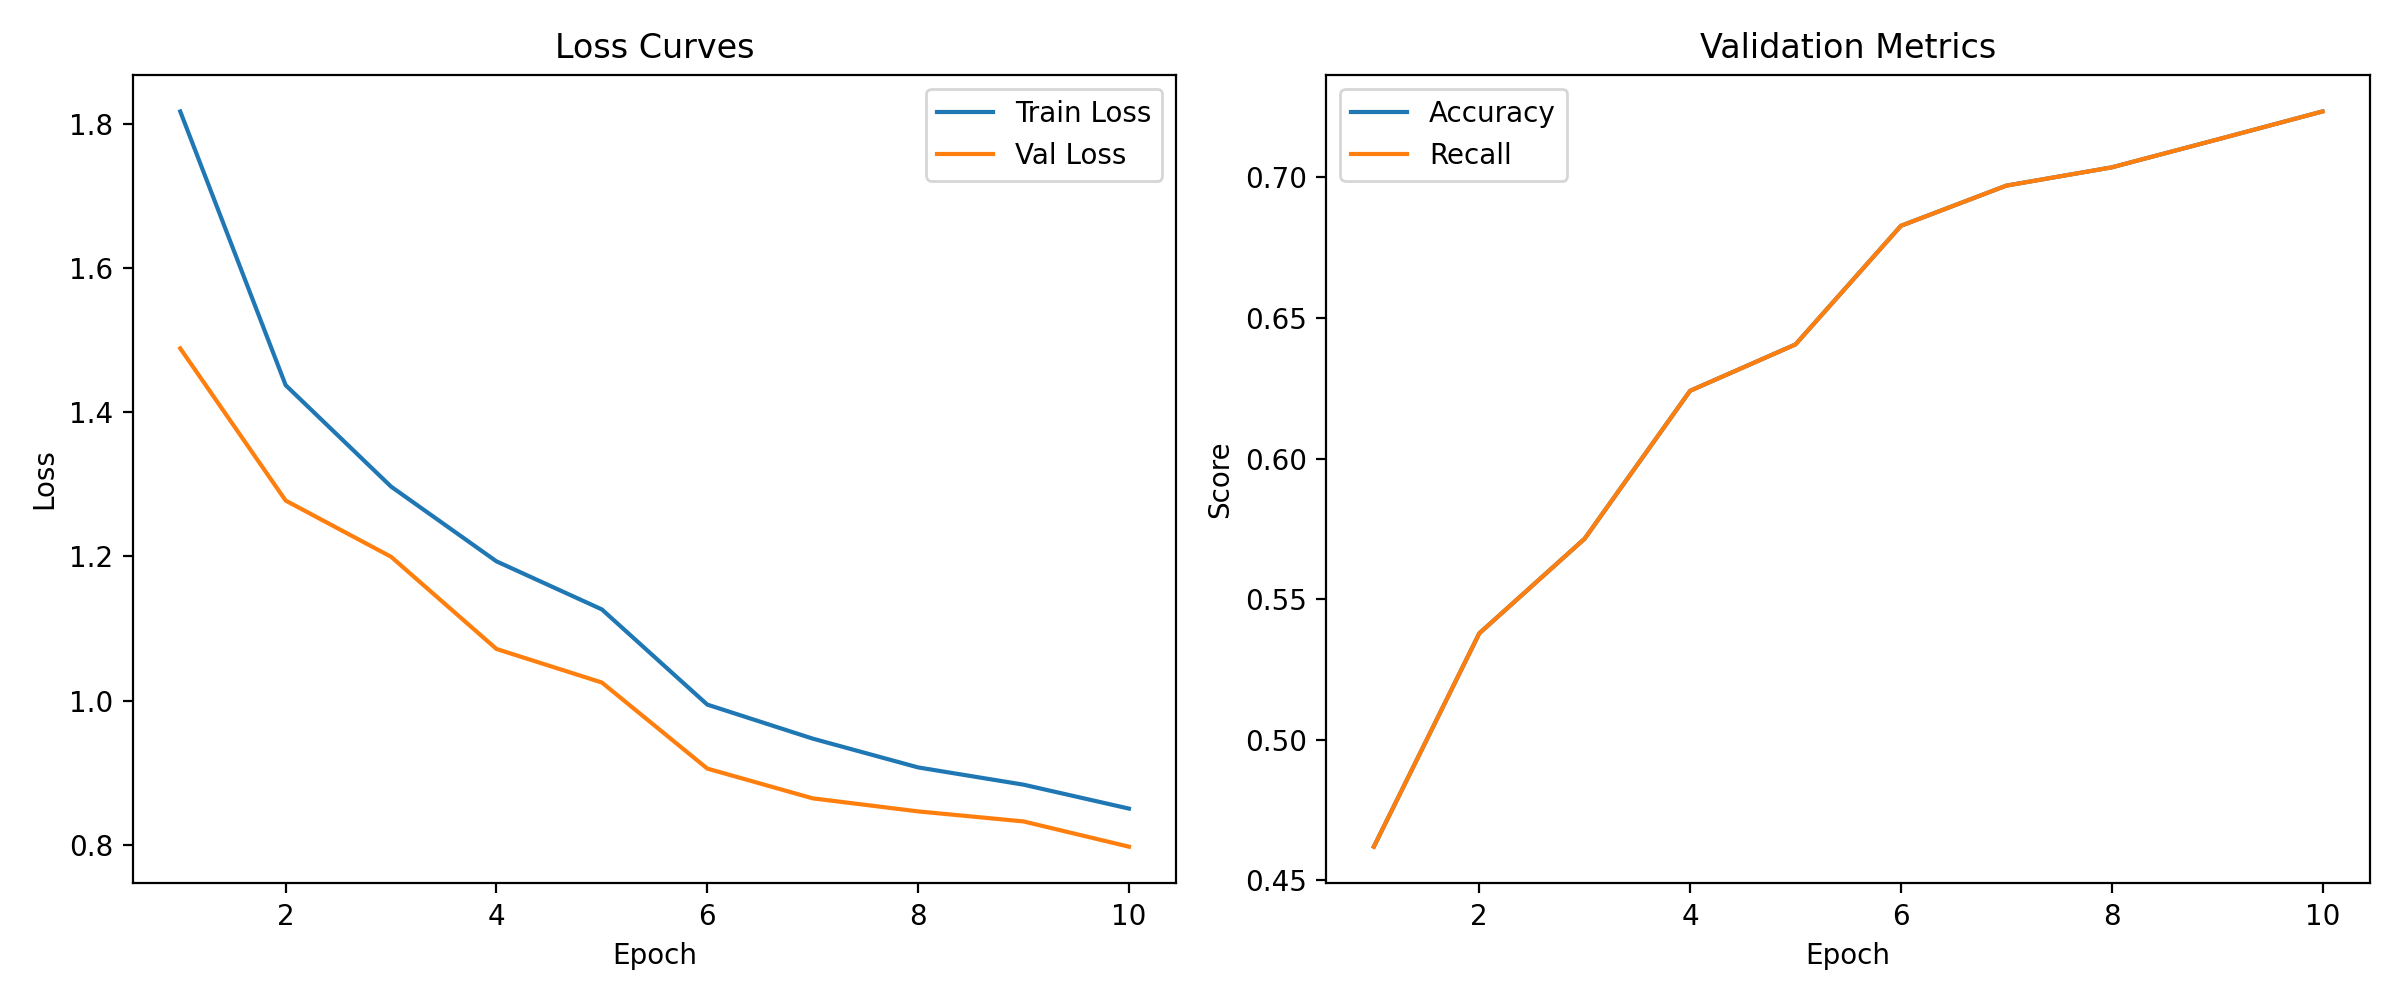 Loss Curves
1.8
1.6
1.4
1.2
1.0
0.8
Loss
Train Loss
Val Loss
2
4
6
8
10
Epoch
Validation Metrics
0.70
0.65
0.60
0.55
0.50
0.45
Score
Accuracy
Recall
2
4
6
8
10
Epoch